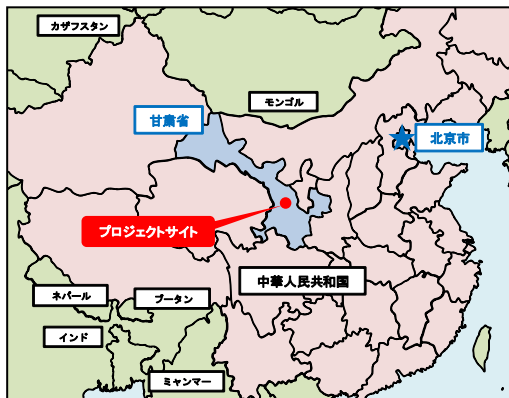 カザフスタン
モンゴル
甘粛省
北京市
プロジェクトサイト
中華人民共和国
ネパール
ブータン
インド
ミャンマー